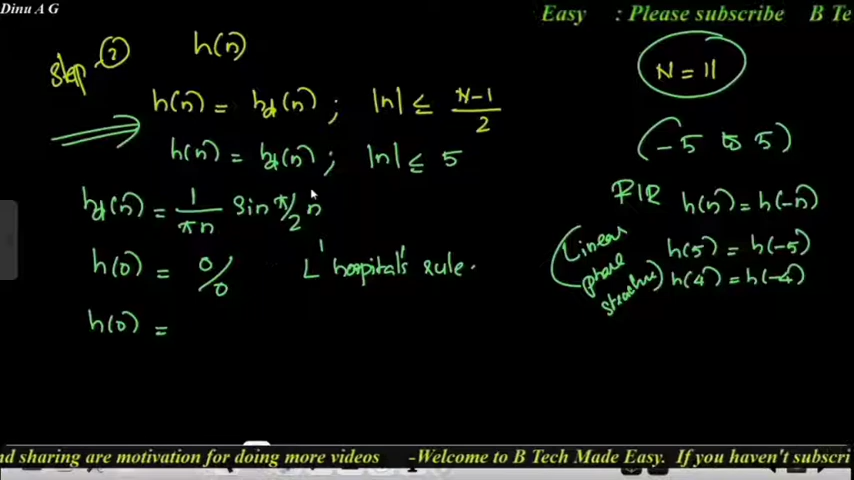 Dinu A G
Easy : Please subscribe B Te
Step - ②
h(n)
h(n) = hd(n) ; |n| ≤ N-1/2
h(n) = hd(n) ; |n| ≤ 5
hd(n) = 1/πn sin π/2 n
h(0) = 0/0 L'hospital's rule.
h(0) =
N = 11
(-5 to 5)
FIR h(n) = h(-n)
(Linear phase structure)
h(5) = h(-5)
h(4) = h(-4)
nd sharing are motivation for doing more videos -Welcome to B Tech Made Easy. If you haven't subscri